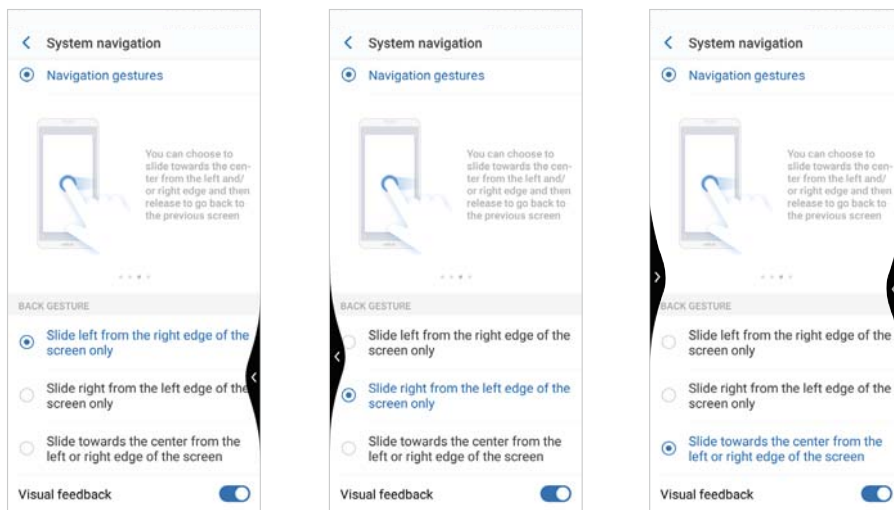 System navigation
Navigation gestures
You can choose to
slide towards the cen-
ter from the left and/
or right edge and then
release to go back to
the previous screen
BACK GESTURE
Slide left from the right edge of the
screen only
Slide right from the left edge of the
screen only
Slide towards the center from the
left or right edge of the screen
Visual feedback
System navigation
Navigation gestures
You can choose to
slide towards the cen-
ter from the left and/
or right edge and then
release to go back to
the previous screen
BACK GESTURE
Slide left from the right edge of the
screen only
Slide right from the left edge of the
screen only
Slide towards the center from the
left or right edge of the screen
Visual feedback
System navigation
Navigation gestures
You can choose to
slide towards the cen-
ter from the left and/
or right edge and then
release to go back to
the previous screen
BACK GESTURE
Slide left from the right edge of the
screen only
Slide right from the left edge of the
screen only
Slide towards the center from the
left or right edge of the screen
Visual feedback